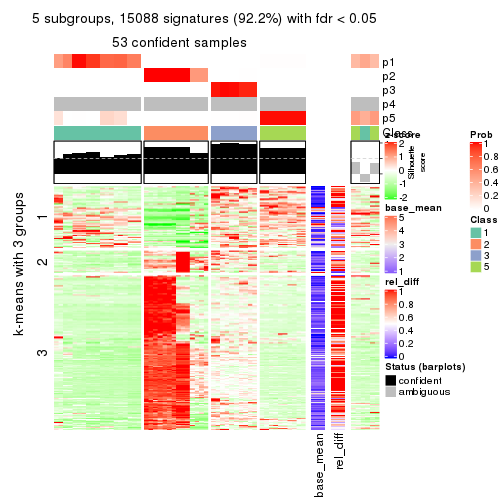 5 subgroups, 15088 signatures (92.2%) with fdr < 0.05
53 confident samples
p1
p2
p3
p4
p5
Class
Silhouette
score
k-means with 3 groups
1
2
3
base_mean
rel_diff
z-score
2
1
0
-1
-2
base_mean
5
4
3
2
1
rel_diff
1
0.8
0.6
0.4
0.2
0
Status (barplots)
confident
ambiguous
Prob
1
0.8
0.6
0.4
0.2
0
Class
1
2
3
5